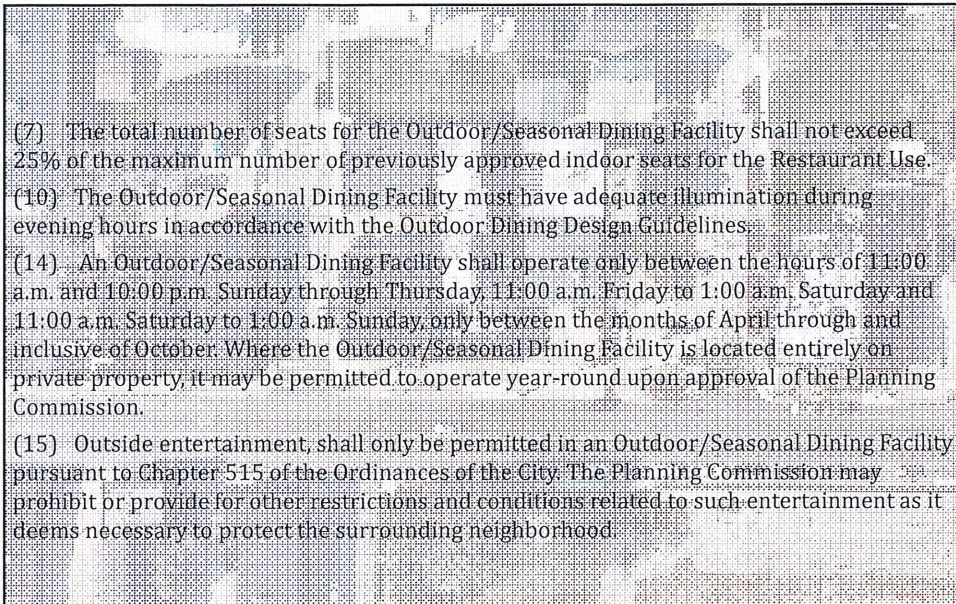 (7) The total number of seats for the Outdoor/Seasonal Dining Facility shall not exceed
25% of the maximum number of previously approved indoor seats for the Restaurant Use.
(10) The Outdoor/Seasonal Dining Facility must have adequate illumination during
evening hours in accordance with the Outdoor Dining Design Guidelines.
(14) An Outdoor/Seasonal Dining Facility shall operate only between the hours of 11:00
a.m. and 10:00 p.m. Sunday through Thursday, 11:00 a.m. Friday to 1:00 a.m. Saturday and
11:00 a.m. Saturday to 1:00 a.m. Sunday, only between the months of April through and
inclusive of October. Where the Outdoor/Seasonal Dining Facility is located entirely on
private property, it may be permitted to operate year-round upon approval of the Planning
Commission.
(15) Outside entertainment, shall only be permitted in an Outdoor/Seasonal Dining Facility
pursuant to Chapter 515 of the Ordinances of the City. The Planning Commission may
prohibit or provide for other restrictions and conditions related to such entertainment as it
deems necessary to protect the surrounding neighborhood.